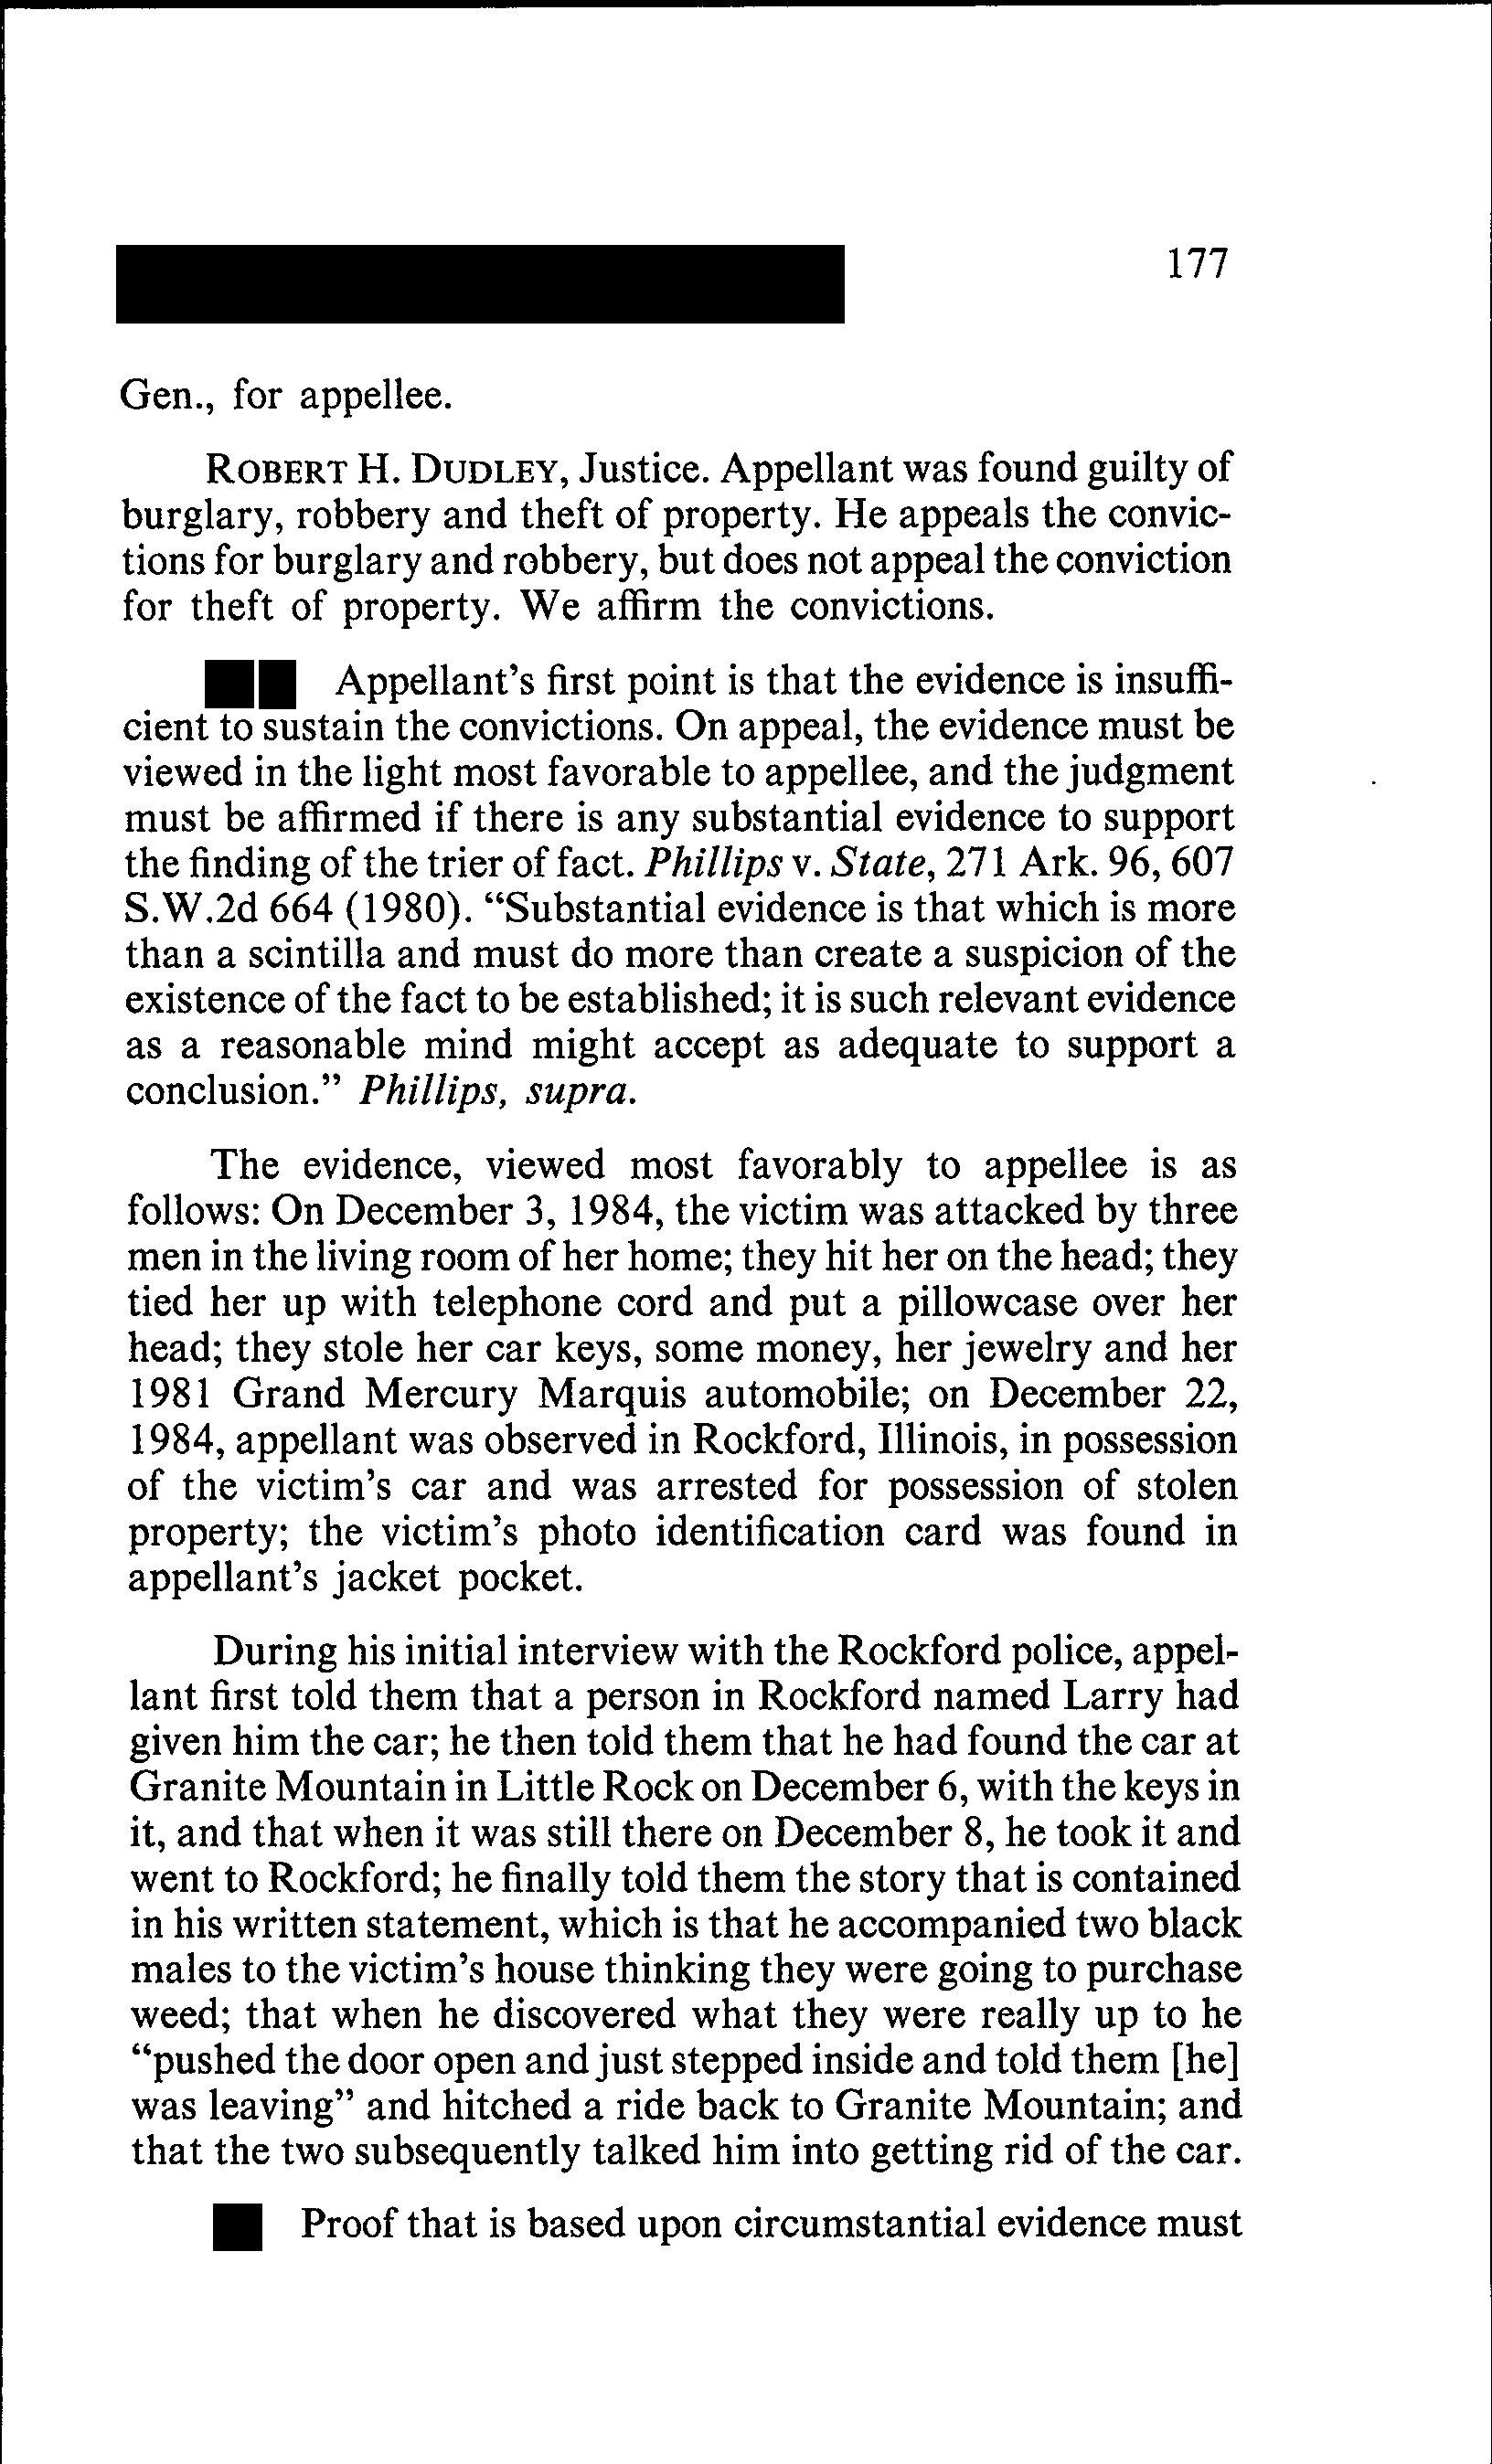 177
Gen., for appellee.
ROBERT H. DUDLEY, Justice. Appellant was found guilty of
burglary, robbery and theft of property. He appeals the convic-
tions for burglary and robbery, but does not appeal the conviction
for theft of property. We affirm the convictions.
Appellant's first point is that the evidence is insuffi-
cient to sustain the convictions. On appeal, the evidence must be
viewed in the light most favorable to appellee, and the judgment
must be affirmed if there is any substantial evidence to support
the finding of the trier of fact. Phillips v. State, 271 Ark. 96, 607
S.W.2d 664 (1980). "Substantial evidence is that which is more
than a scintilla and must do more than create a suspicion of the
existence of the fact to be established; it is such relevant evidence
as a reasonable mind might accept as adequate to support a
conclusion." Phillips, supra.
The evidence, viewed most favorably to appellee is as
follows: On December 3, 1984, the victim was attacked by three
men in the living room of her home; they hit her on the head; they
tied her up with telephone cord and put a pillowcase over her
head; they stole her car keys, some money, her jewelry and her
1981 Grand Mercury Marquis automobile; on December 22,
1984, appellant was observed in Rockford, Illinois, in possession
of the victim's car and was arrested for possession of stolen
property; the victim's photo identification card was found in
appellant's jacket pocket.
During his initial interview with the Rockford police, appel-
lant first told them that a person in Rockford named Larry had
given him the car; he then told them that he had found the car at
Granite Mountain in Little Rock on December 6, with the keys in
it, and that when it was still there on December 8, he took it and
went to Rockford; he finally told them the story that is contained
in his written statement, which is that he accompanied two black
males to the victim's house thinking they were going to purchase
weed; that when he discovered what they were really up to he
"pushed the door open and just stepped inside and told them [he]
was leaving" and hitched a ride back to Granite Mountain; and
that the two subsequently talked him into getting rid of the car.
Proof that is based upon circumstantial evidence must